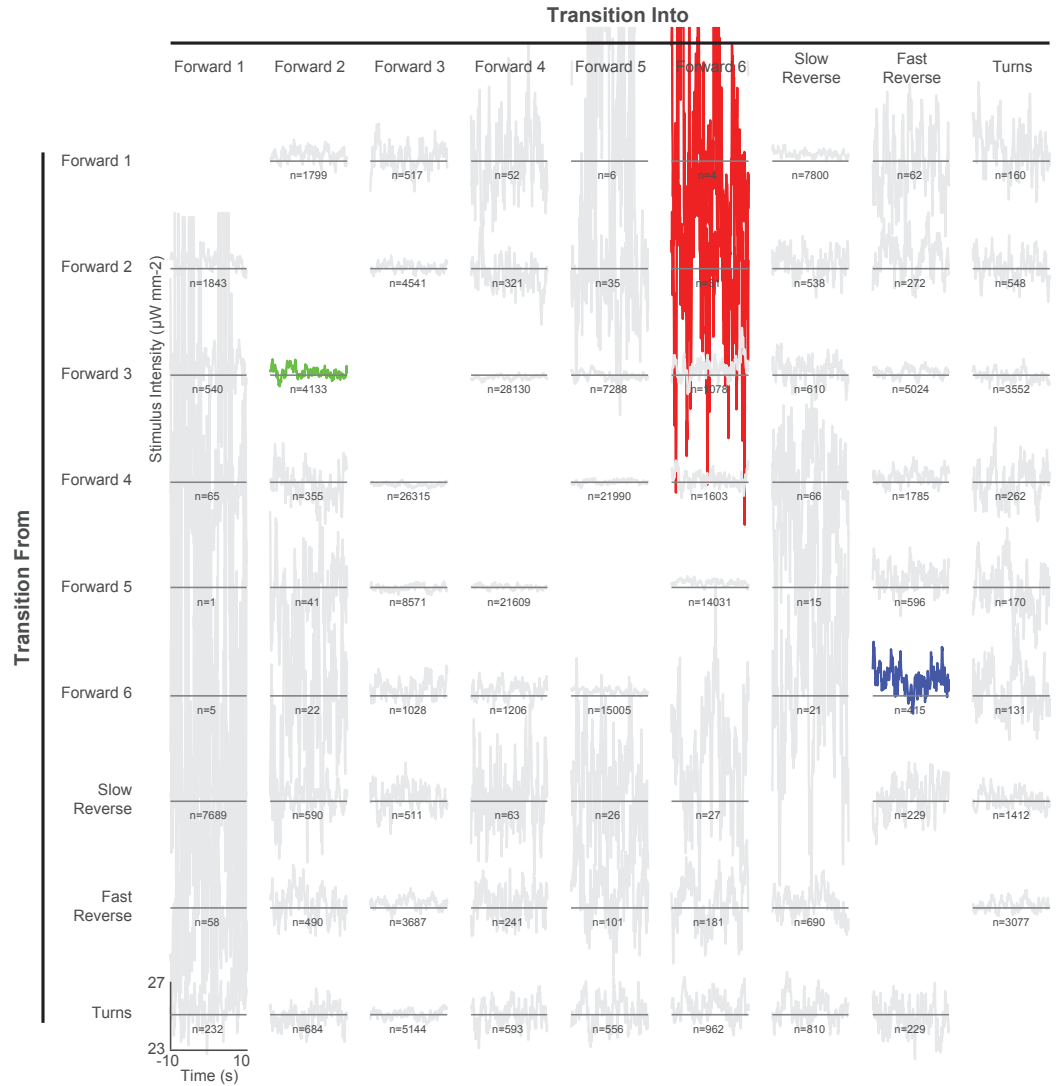 Transition Into
Forward 1 Forward 2 Forward 3 Forward 4 Forward 5 Forward 6 Slow Fast Turns
Reverse Reverse
Forward 1
n=1799 n=517 n=52 n=6 n=4 n=7800 n=62 n=160
Forward 2
n=1843 n=4541 n=321 n=35 n=538 n=272 n=548
Forward 3
n=540 n=4133 n=28130 n=7288 n=1078 n=610 n=5024 n=3552
Forward 4
n=65 n=355 n=26315 n=21990 n=1603 n=66 n=1785 n=262
Forward 5
n=1 n=41 n=8571 n=21609 n=14031 n=15 n=596 n=170
Forward 6
n=5 n=22 n=1028 n=1206 n=15005 n=21 n=415 n=131
Slow
Reverse
n=7689 n=590 n=511 n=63 n=26 n=27 n=229 n=1412
Fast
Reverse
n=58 n=490 n=3687 n=241 n=101 n=181 n=690 n=3077
Turns
n=232 n=684 n=5144 n=593 n=556 n=962 n=810 n=229
Transition From
Stimulus Intensity (μW mm-2)
27
23
-10 10
Time (s)